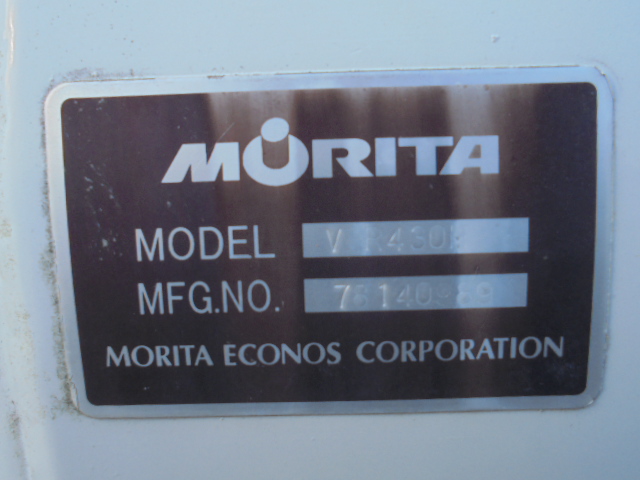 MORITA
MODEL
MFG.NO.
MORITA ECONOS CORPORATION